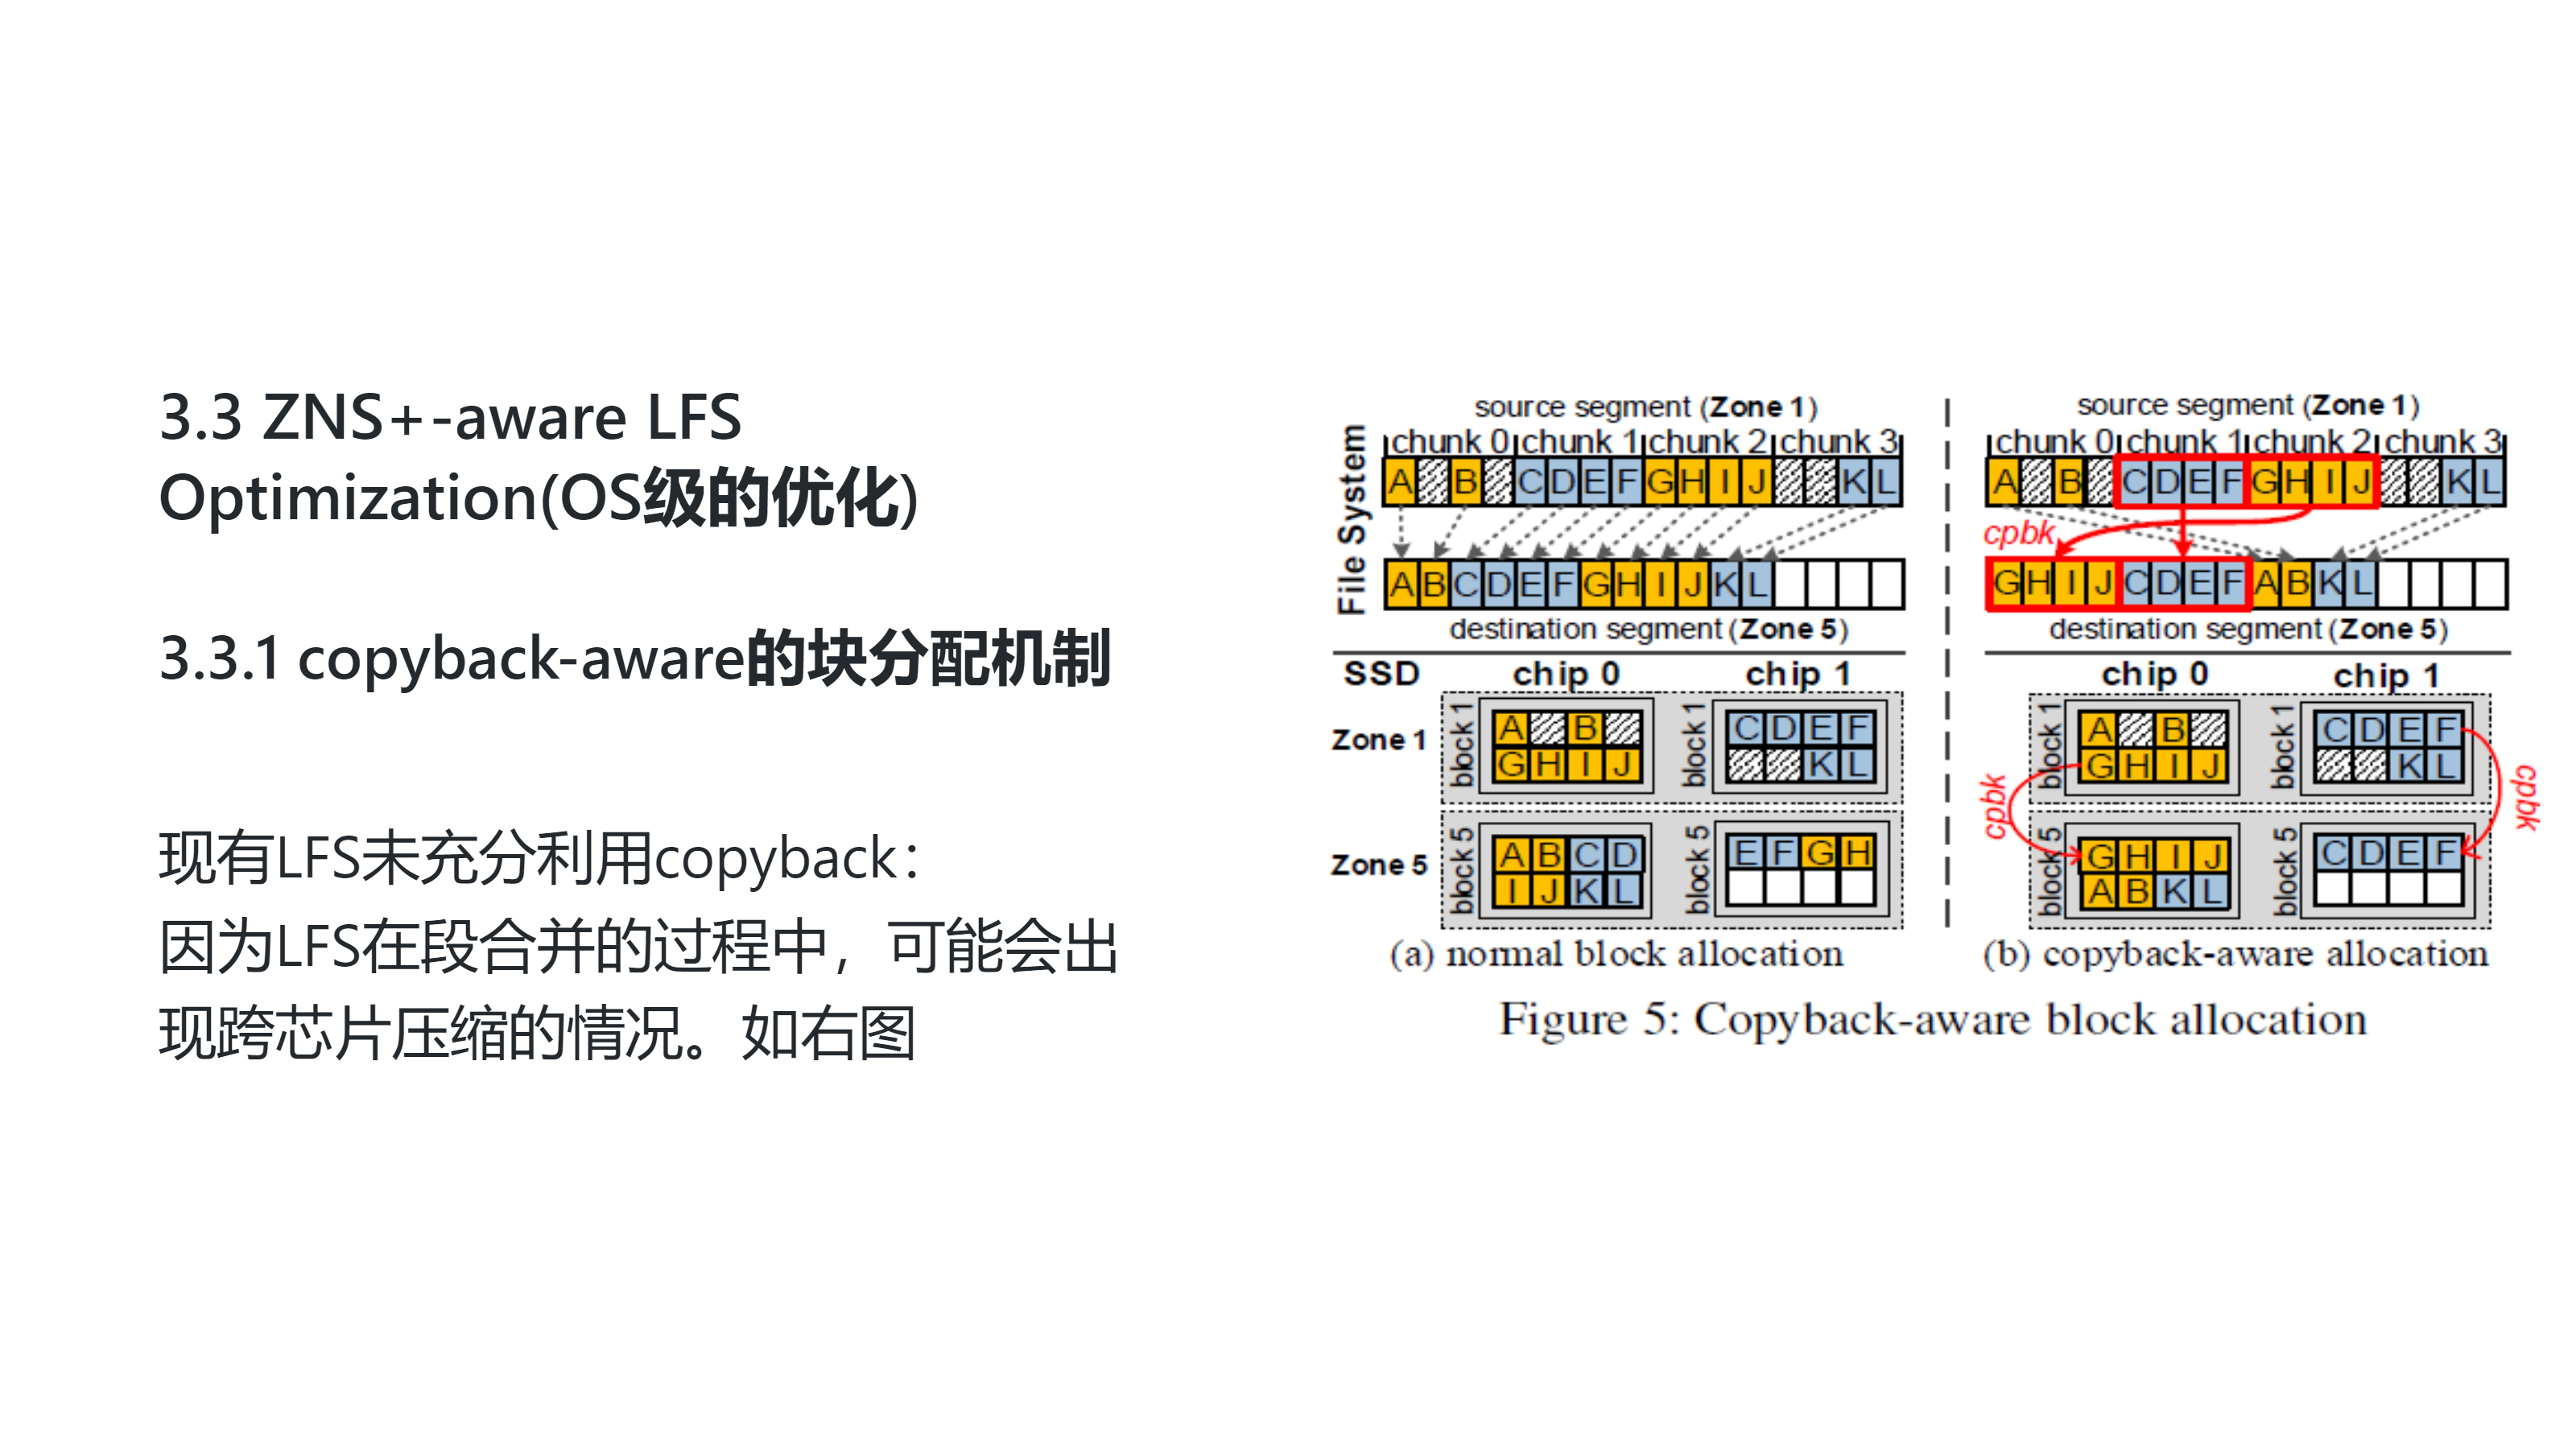 3.3 ZNS+-aware LFS
Optimization(OS级的优化)
3.3.1 copyback-aware的块分配机制
现有LFS未充分利用copyback：
因为LFS在段合并的过程中，可能会出
现跨芯片压缩的情况。如右图
source segment (Zone 1)
chunk 0 chunk 1 chunk 2 chunk 3
File System
A B C D E F G H I J K L
A B C D E F G H I J K L
destination segment (Zone 5)
SSD chip 0 chip 1
Zone 1
block 1
A B
G H I J
block 1
C D E F
K L
Zone 5
block 5
A B C D
I J K L
block 5
E F G H
(a) normal block allocation
source segment (Zone 1)
chunk 0 chunk 1 chunk 2 chunk 3
A B C D E F G H I J K L
cpbk
G H I J C D E F A B K L
destination segment (Zone 5)
chip 0 chip 1
block 1
A B
G H I J
block 1
C D E F
K L
cpbk
cpbk
block 5
G H I J
A B K L
block 5
C D E F
(b) copyback-aware allocation
Figure 5: Copyback-aware block allocation